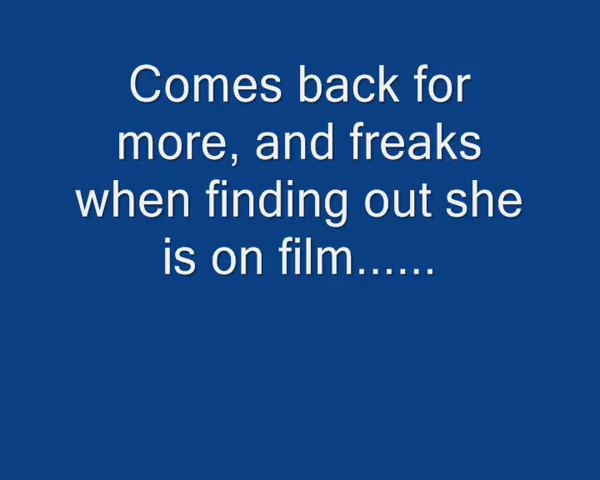 Comes back for
more, and freaks
when finding out she
is on film......